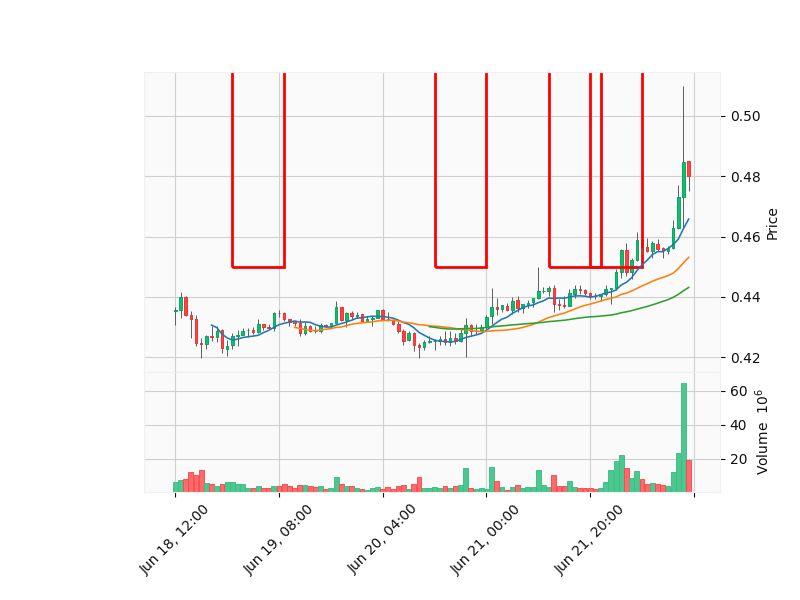 0.50
0.48
0.46
0.44
0.42
Price
60
40
20
Volume 10⁶
Jun 18, 12:00
Jun 19, 08:00
Jun 20, 04:00
Jun 21, 00:00
Jun 21, 20:00